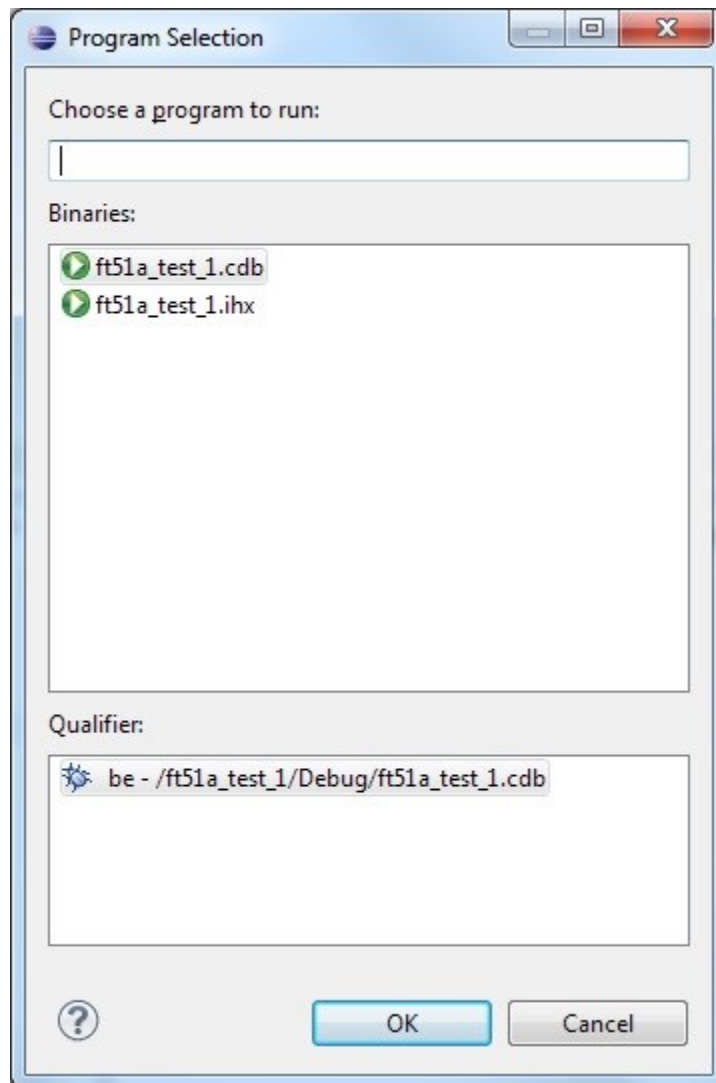 Program Selection
Choose a program to run:
Binaries:
ft51a_test_1.cdb
ft51a_test_1.ihx
Qualifier:
be - /ft51a_test_1/Debug/ft51a_test_1.cdb
?
OK
Cancel